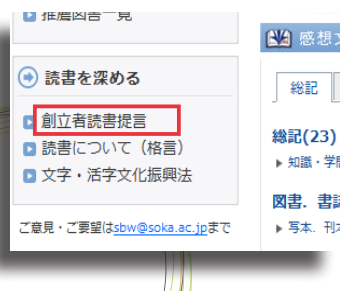 推薦図書一覧
読書を深める
創立者読書提言
読書について（格言）
文字・活字文化振興法
ご意見・ご要望はsbw@soka.ac.jpまで
感想文
総記
総記(23)
知識・学問
図書．書誌
写本．刊本